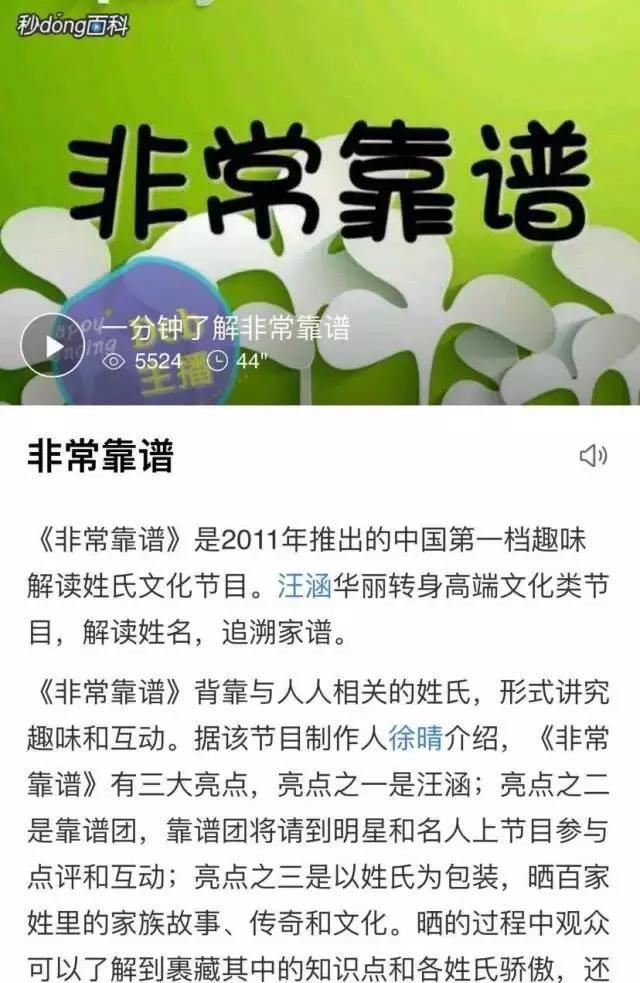 秒dǒng百科
非常靠谱
一分钟了解非常靠谱
5524 44"
主播
非常靠谱
《非常靠谱》是2011年推出的中国第一档趣味
解读姓氏文化节目。汪涵华丽转身高端文化类节
目，解读姓名，追溯家谱。
《非常靠谱》背靠与人人相关的姓氏，形式讲究
趣味和互动。据该节目制作人徐晴介绍，《非常
靠谱》有三大亮点，亮点之一是汪涵；亮点之二
是靠谱团，靠谱团将请到明星和名人上节目参与
点评和互动；亮点之三是以姓氏为包装，晒百家
姓里的家族故事、传奇和文化。晒的过程中观众
可以了解到裹藏其中的知识点和各姓氏骄傲，还